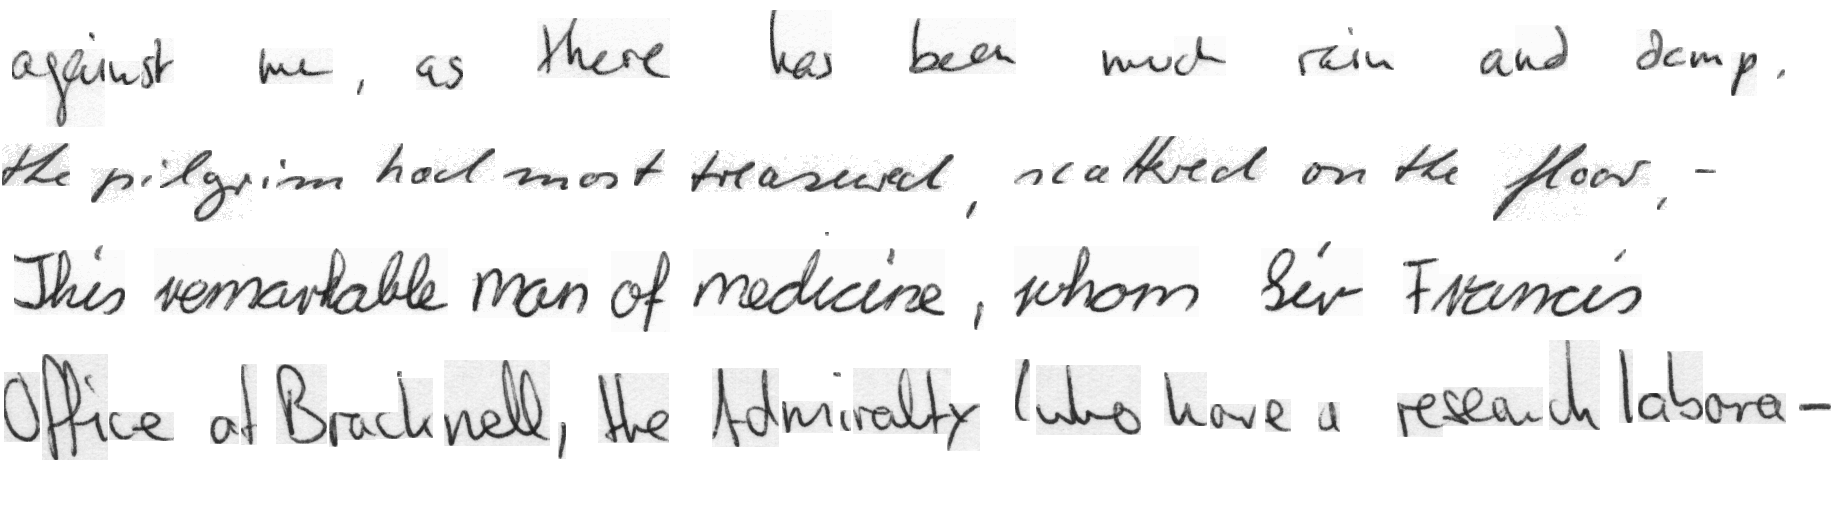 against me, as there has been much rain and damp.
the pilgrim had most treasured, scattered on the floor, -
This remarkable man of medicine, whom Sir Francis
Office at Bracknell, the Admiralty (who have a research labora-